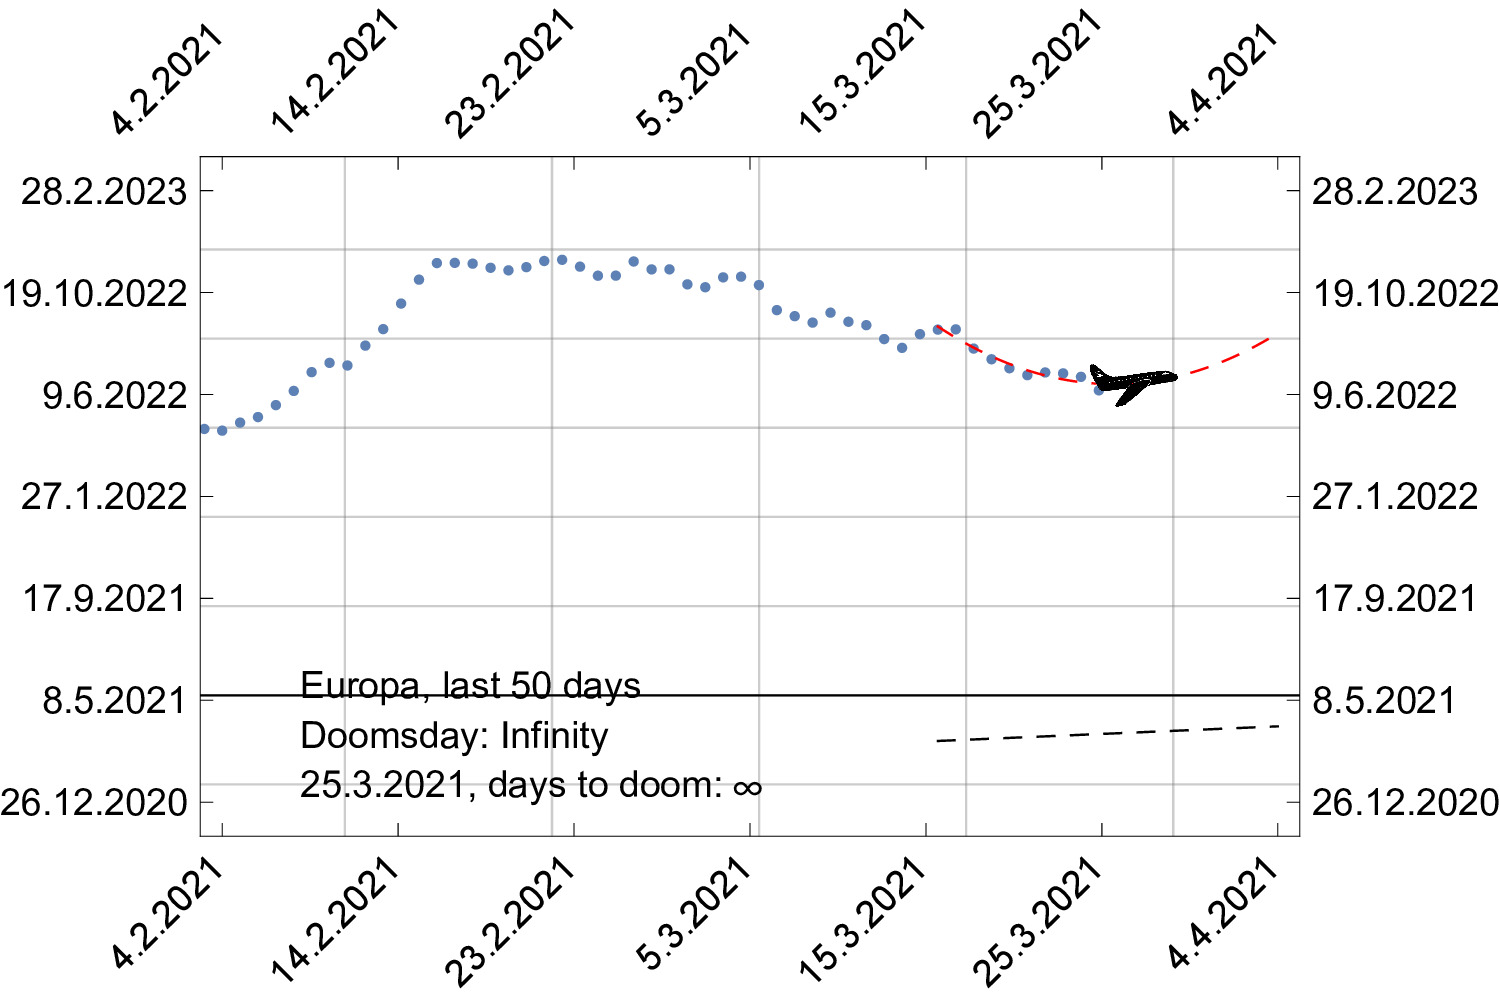 4.2.2021 14.2.2021 23.2.2021 5.3.2021 15.3.2021 25.3.2021 4.4.2021
28.2.2023 28.2.2023
19.10.2022 19.10.2022
9.6.2022 9.6.2022
27.1.2022 27.1.2022
17.9.2021 17.9.2021
Europa, last 50 days
8.5.2021 8.5.2021
Doomsday: Infinity
25.3.2021, days to doom: ∞
26.12.2020 26.12.2020
4.2.2021 14.2.2021 23.2.2021 5.3.2021 15.3.2021 25.3.2021 4.4.2021